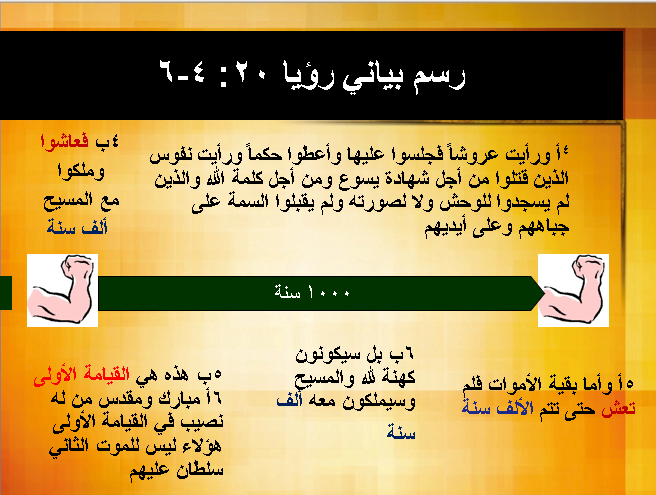 رسم بياني رؤيا ٢٠: ٤-٦
٤أ ورأيت عروشاً فجلسوا عليها وأعطوا حكماً ورأيت نفوس
الذين قتلوا من أجل شهادة يسوع ومن أجل كلمة الله والذين
لم يسجدوا للوحش ولا لصورته ولم يقبلوا السمة على
جباههم وعلى أيديهم
٤ب فعاشوا
وملكوا
مع المسيح
ألف سنة
١٠٠٠ سنة
٥أ وأما بقية الأموات فلم
تعش حتى تتم الألف سنة
٦ب بل سيكونون
كهنة لله والمسيح
وسيملكون معه ألف
سنة
٥ب هذه هي القيامة الأولى
٦أ مبارك ومقدس من له
نصيب في القيامة الأولى
هؤلاء ليس للموت الثاني
سلطان عليهم